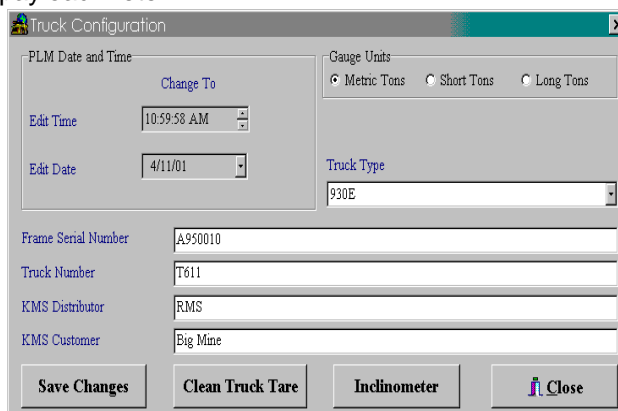 Truck Configuration
PLM Date and Time
Change To
Edit Time 10:59:58 AM
Edit Date 4/11/01
Gauge Units
Metric Tons Short Tons Long Tons
Truck Type
930E
Frame Serial Number A950010
Truck Number T611
KMS Distributor RMS
KMS Customer Big Mine
Save Changes Clean Truck Tare Inclinometer Close